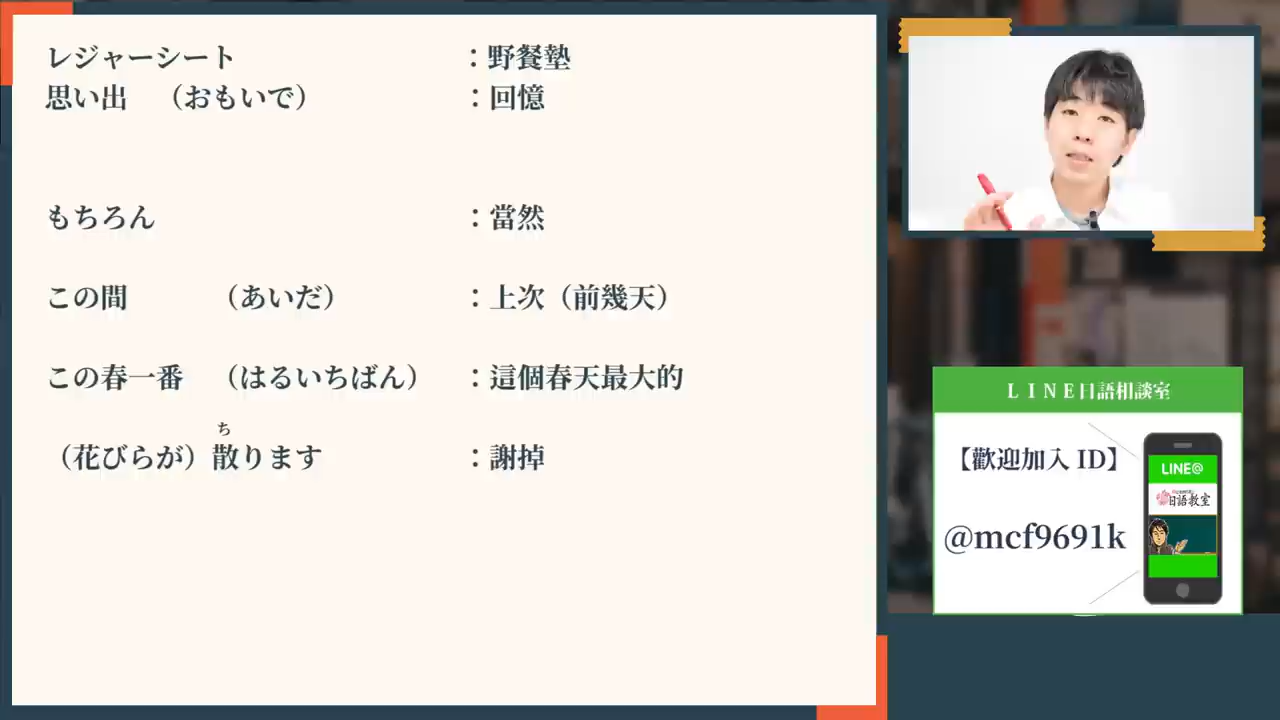 レジャーシート ：野餐塾
思い出 （おもいで） ：回憶
もちろん ：當然
この間 （あいだ） ：上次（前幾天）
この春一番 （はるいちばん） ：這個春天最大的
ち
（花びらが）散ります ：謝掉
ＬＩＮＥ日語相談室
【歡迎加入 ID】
@mcf9691k
LINE@
日語教室